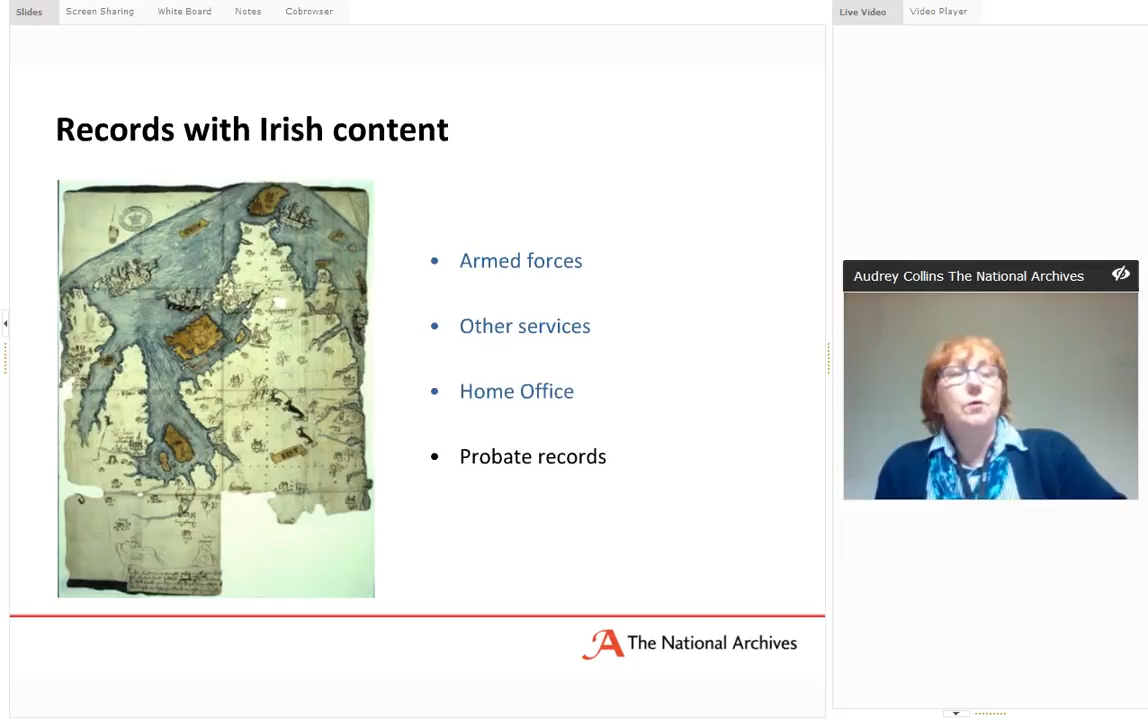 Slides
Screen Sharing
White Board
Notes
Cobrowser
Live Video
Video Player
Records with Irish content
• Armed forces
• Other services
• Home Office
• Probate records
Audrey Collins The National Archives
The National Archives